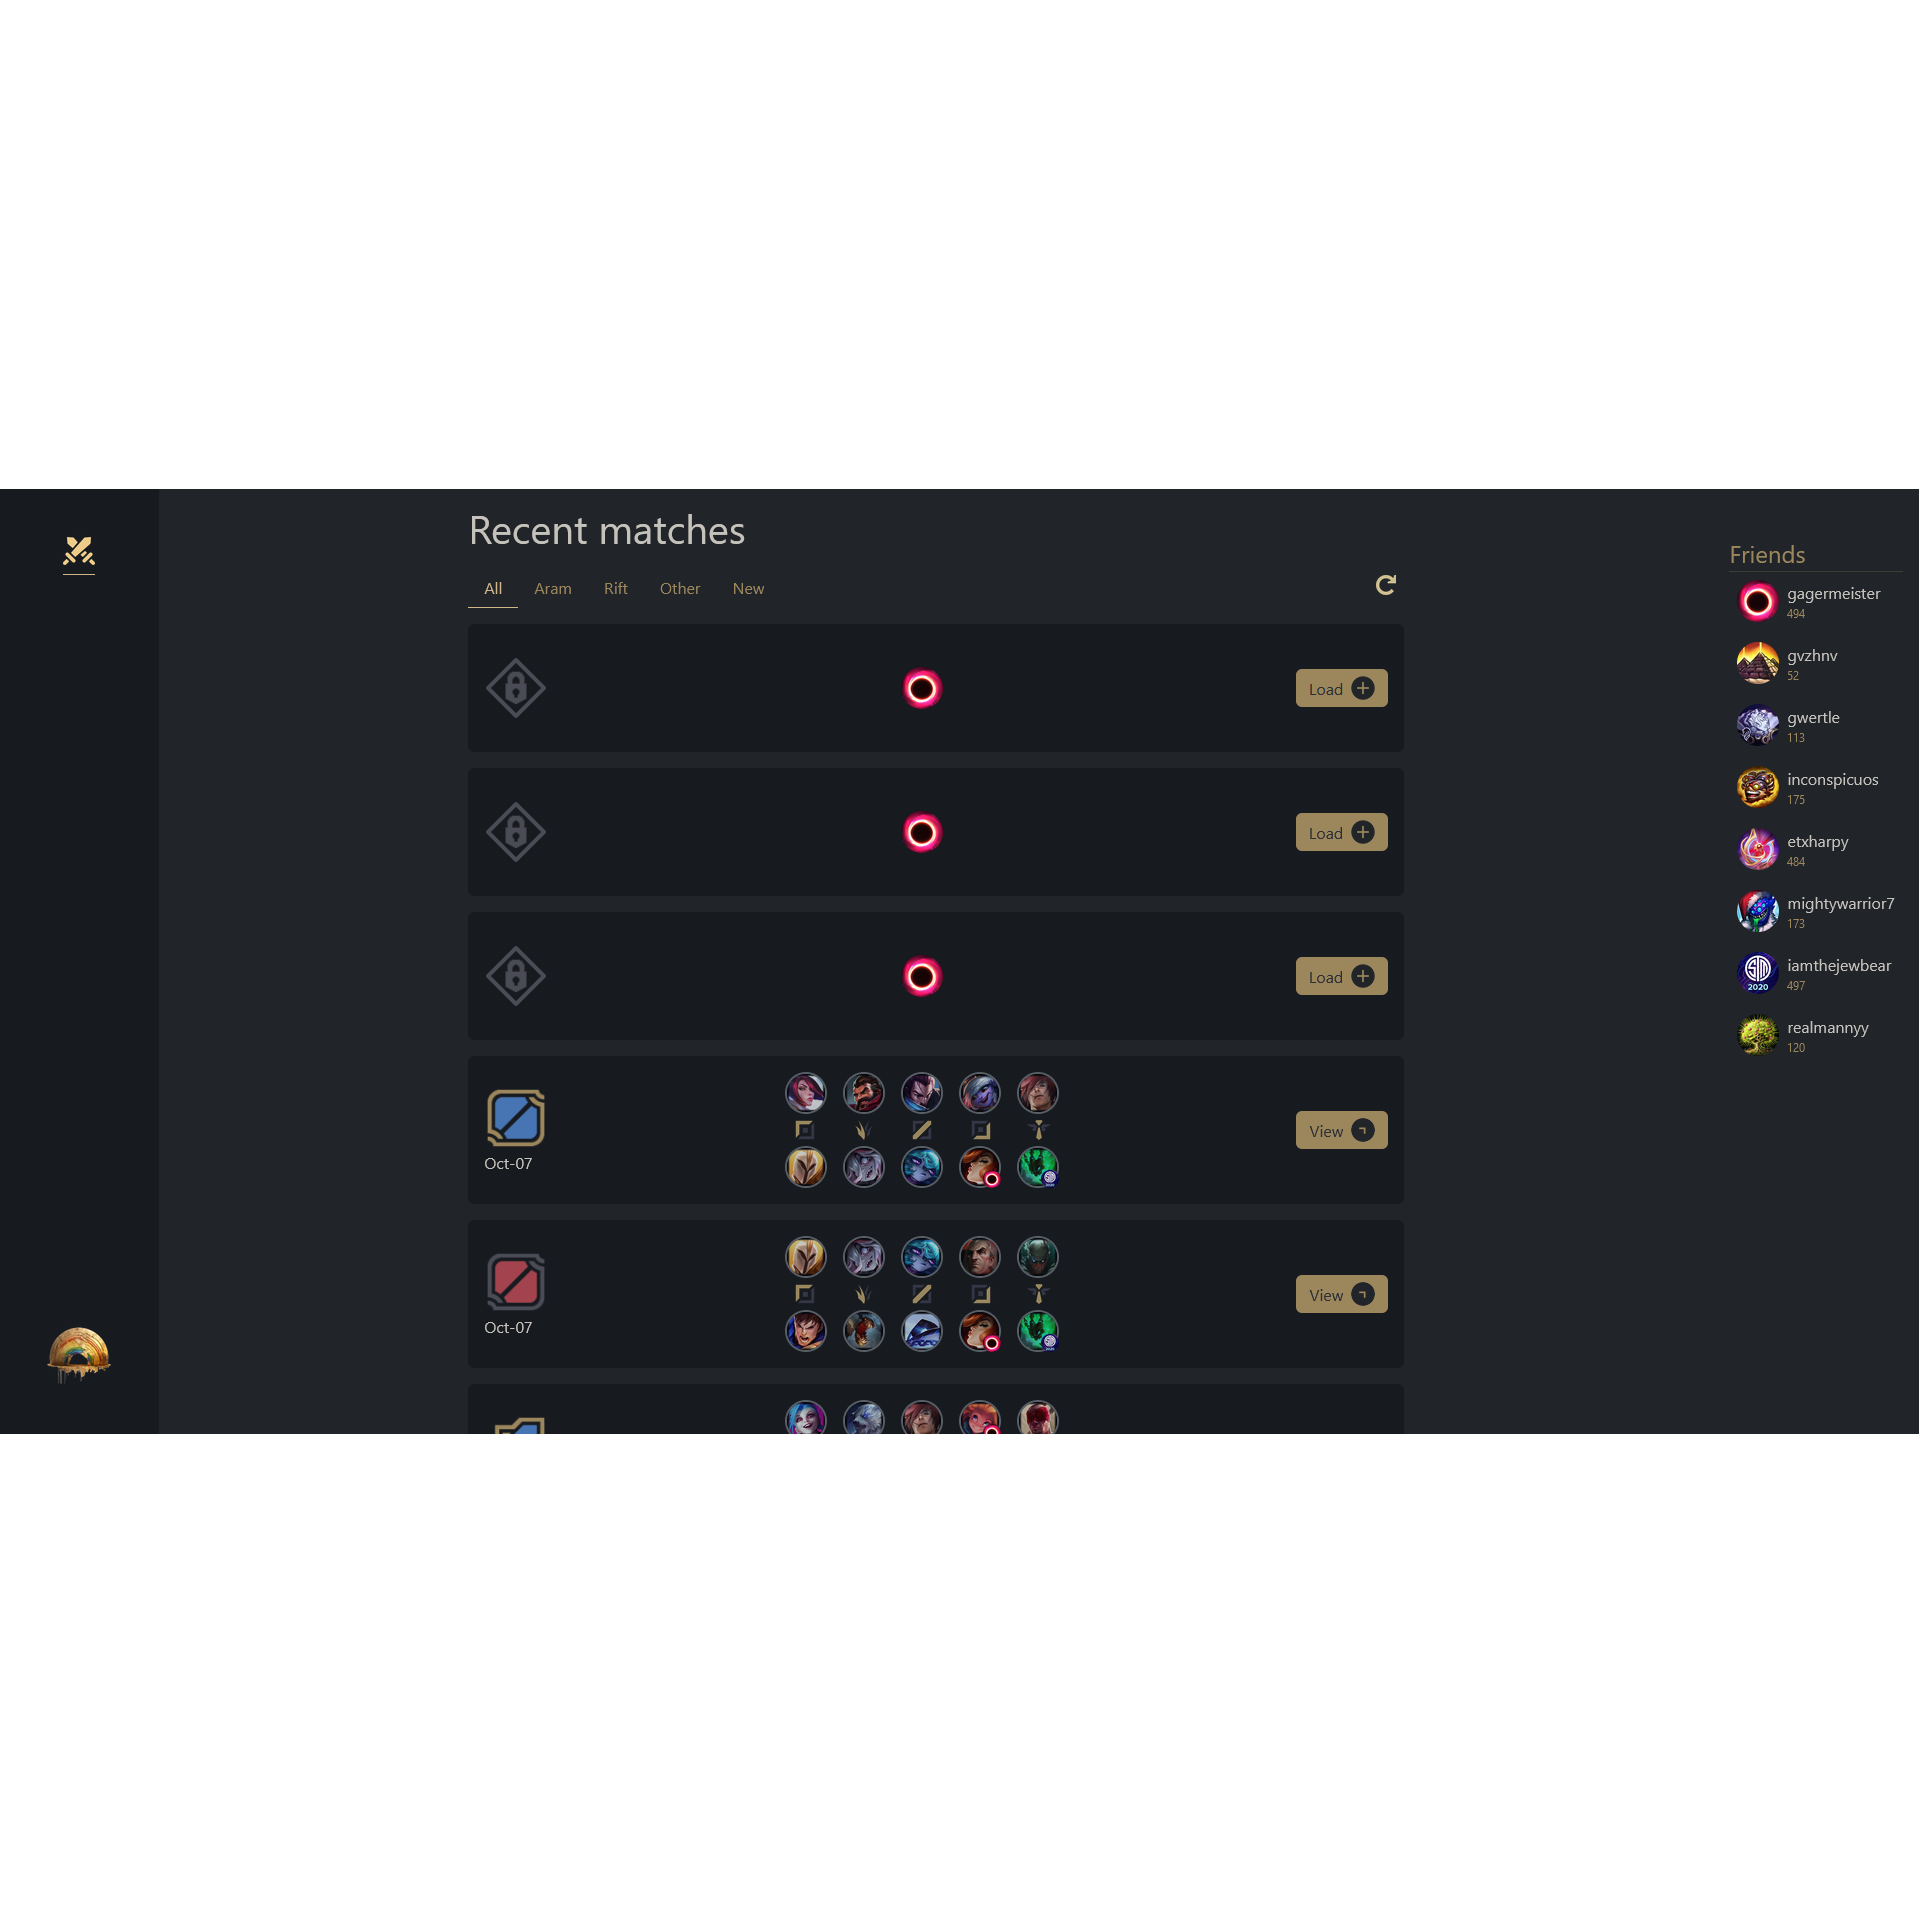 Recent matches
All Aram Rift Other New
Load
Load
Load
Oct-07
View
Oct-07
View
Friends
gagermeister
494
gvzhnv
52
gwertle
113
inconspicuos
175
etxharpy
484
mightywarrior7
173
2020
iamthejewbear
497
realmannyy
120